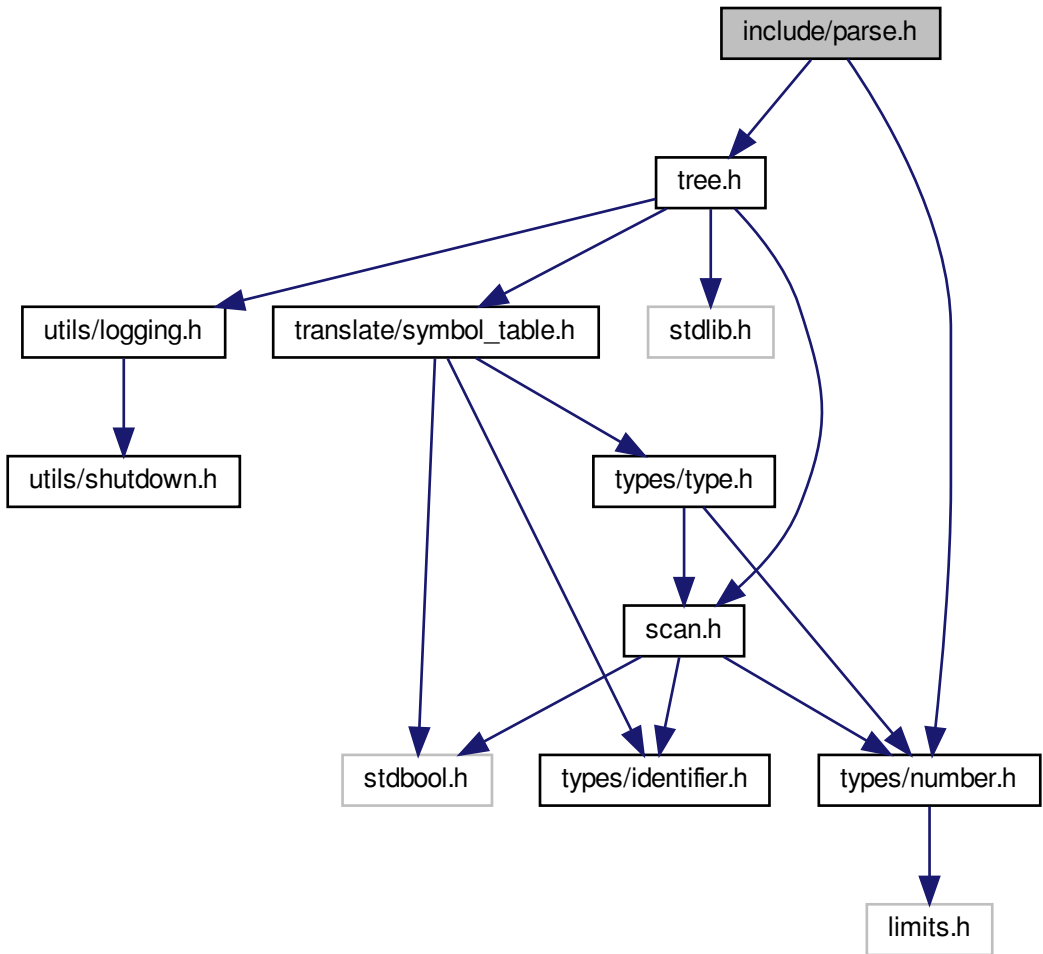 include/parse.h
tree.h
utils/logging.h
translate/symbol_table.h
stdlib.h
utils/shutdown.h
types/type.h
scan.h
stdbool.h
types/identifier.h
types/number.h
limits.h